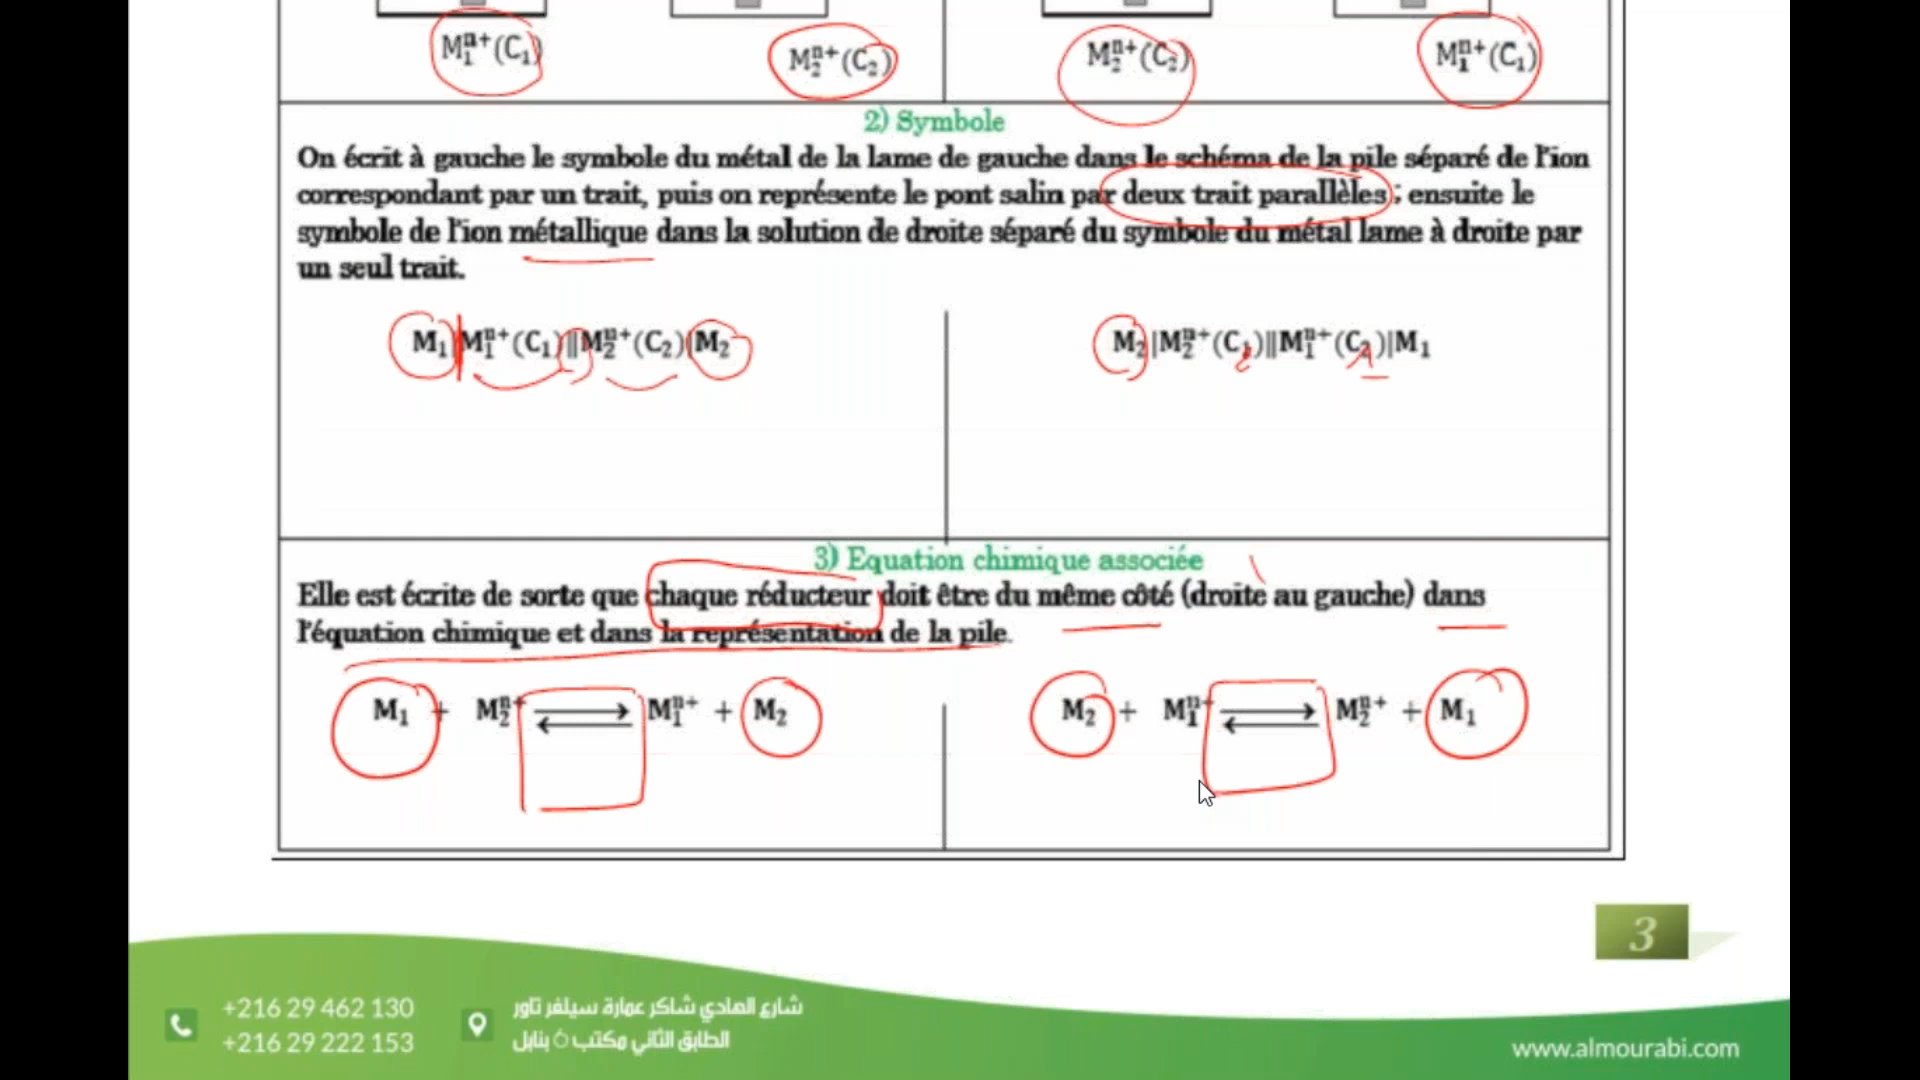 M₁ⁿ⁺(C₁)
M₂ⁿ⁺(C₂)
M₂ⁿ⁺(C₂)
M₁ⁿ⁺(C₁)
2) Symbole
On écrit à gauche le symbole du métal de la lame de gauche dans le schéma de la pile séparé de l'ion
correspondant par un trait, puis on représente le pont salin par deux trait parallèles ; ensuite le
symbole de l'ion métallique dans la solution de droite séparé du symbole du métal lame à droite par
un seul trait.
M₁|M₁ⁿ⁺(C₁)||M₂ⁿ⁺(C₂)|M₂
M₂|M₂ⁿ⁺(C₂)||M₁ⁿ⁺(C₁)|M₁
3) Equation chimique associée
Elle est écrite de sorte que chaque réducteur doit être du même côté (droite au gauche) dans
l'équation chimique et dans la représentation de la pile.
M₁ + M₂ⁿ⁺ ⇌ M₁ⁿ⁺ + M₂
M₂ + M₁ⁿ⁺ ⇌ M₂ⁿ⁺ + M₁
3
+216 29 462 130
+216 29 222 153
شارع الهادي شاكر عمارة سيلفر تاور
الطابق الثاني مكتب 6 بنابل
www.almourabi.com